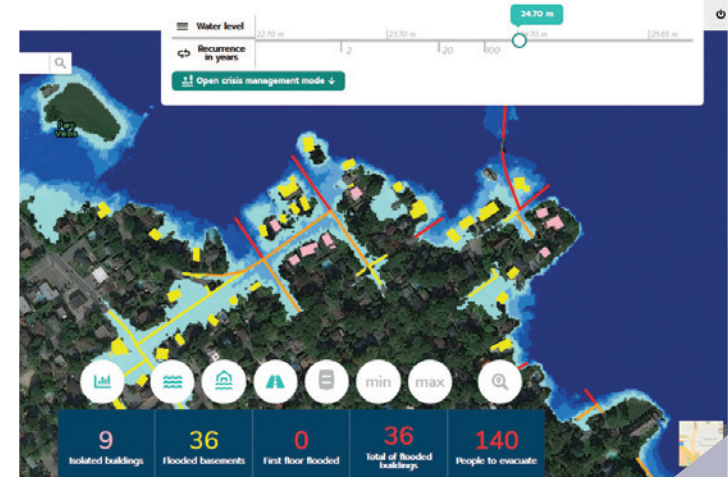 24.70 m
Water level
22.70 m
23.70 m
24.70 m
25.65 m
Recurrence
in years
2
20
100
Open crisis management mode ↓
min
max
9
36
0
36
140
Isolated buildings
Flooded basements
First floor flooded
Total of flooded
buildings
People to evacuate